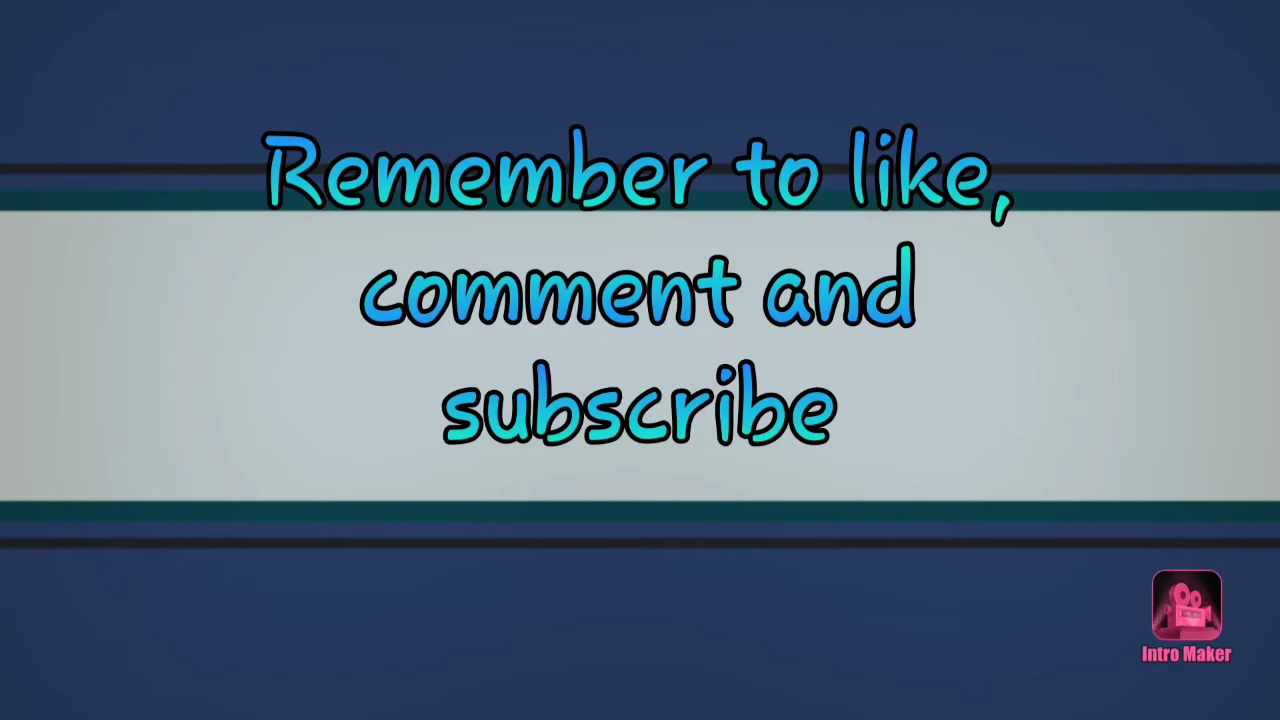 Remember to like,
comment and
subscribe
Intro Maker